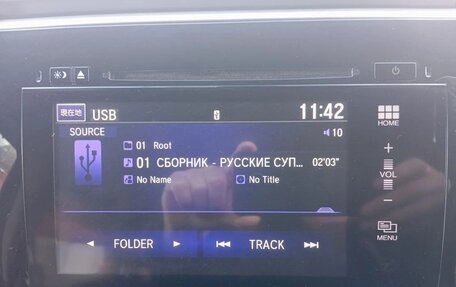 現在地 USB 11:42
SOURCE 10
01 Root
01 СБОРНИК - РУССКИЕ СУП... 02'03"
No Name No Title
FOLDER TRACK
HOME
+
VOL
-
MENU